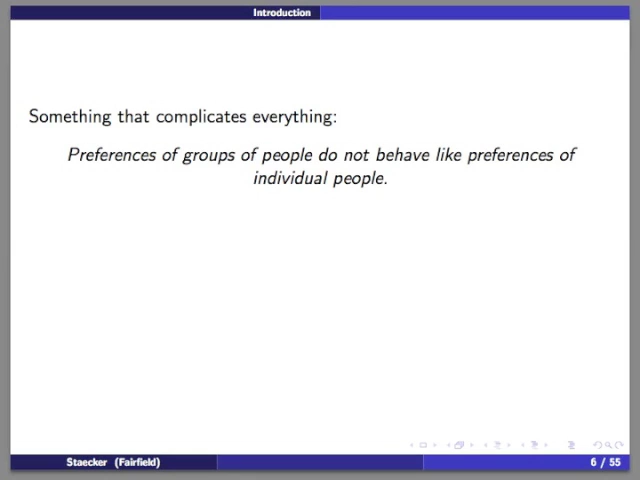 Introduction
Something that complicates everything:
Preferences of groups of people do not behave like preferences of
individual people.
Staecker (Fairfield)
6 / 55